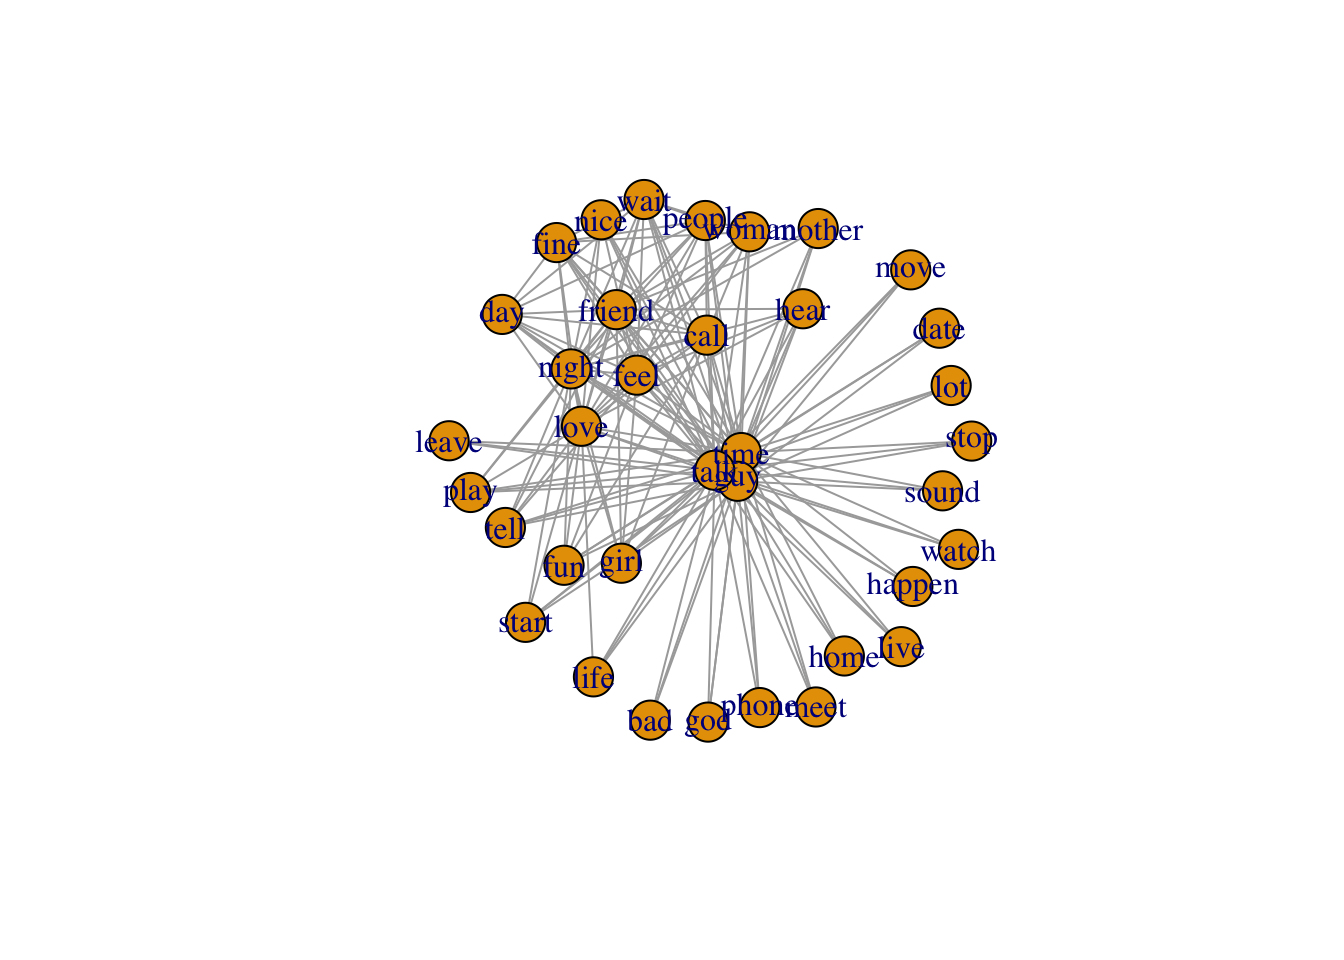 wait
nice
people
woman
mother
fine
move
day
friend
hear
call
date
night
feel
lot
love
leave
stop
time
talk
guy
play
sound
tell
watch
fun
girl
happen
start
home
live
life
bad
god
phone
meet